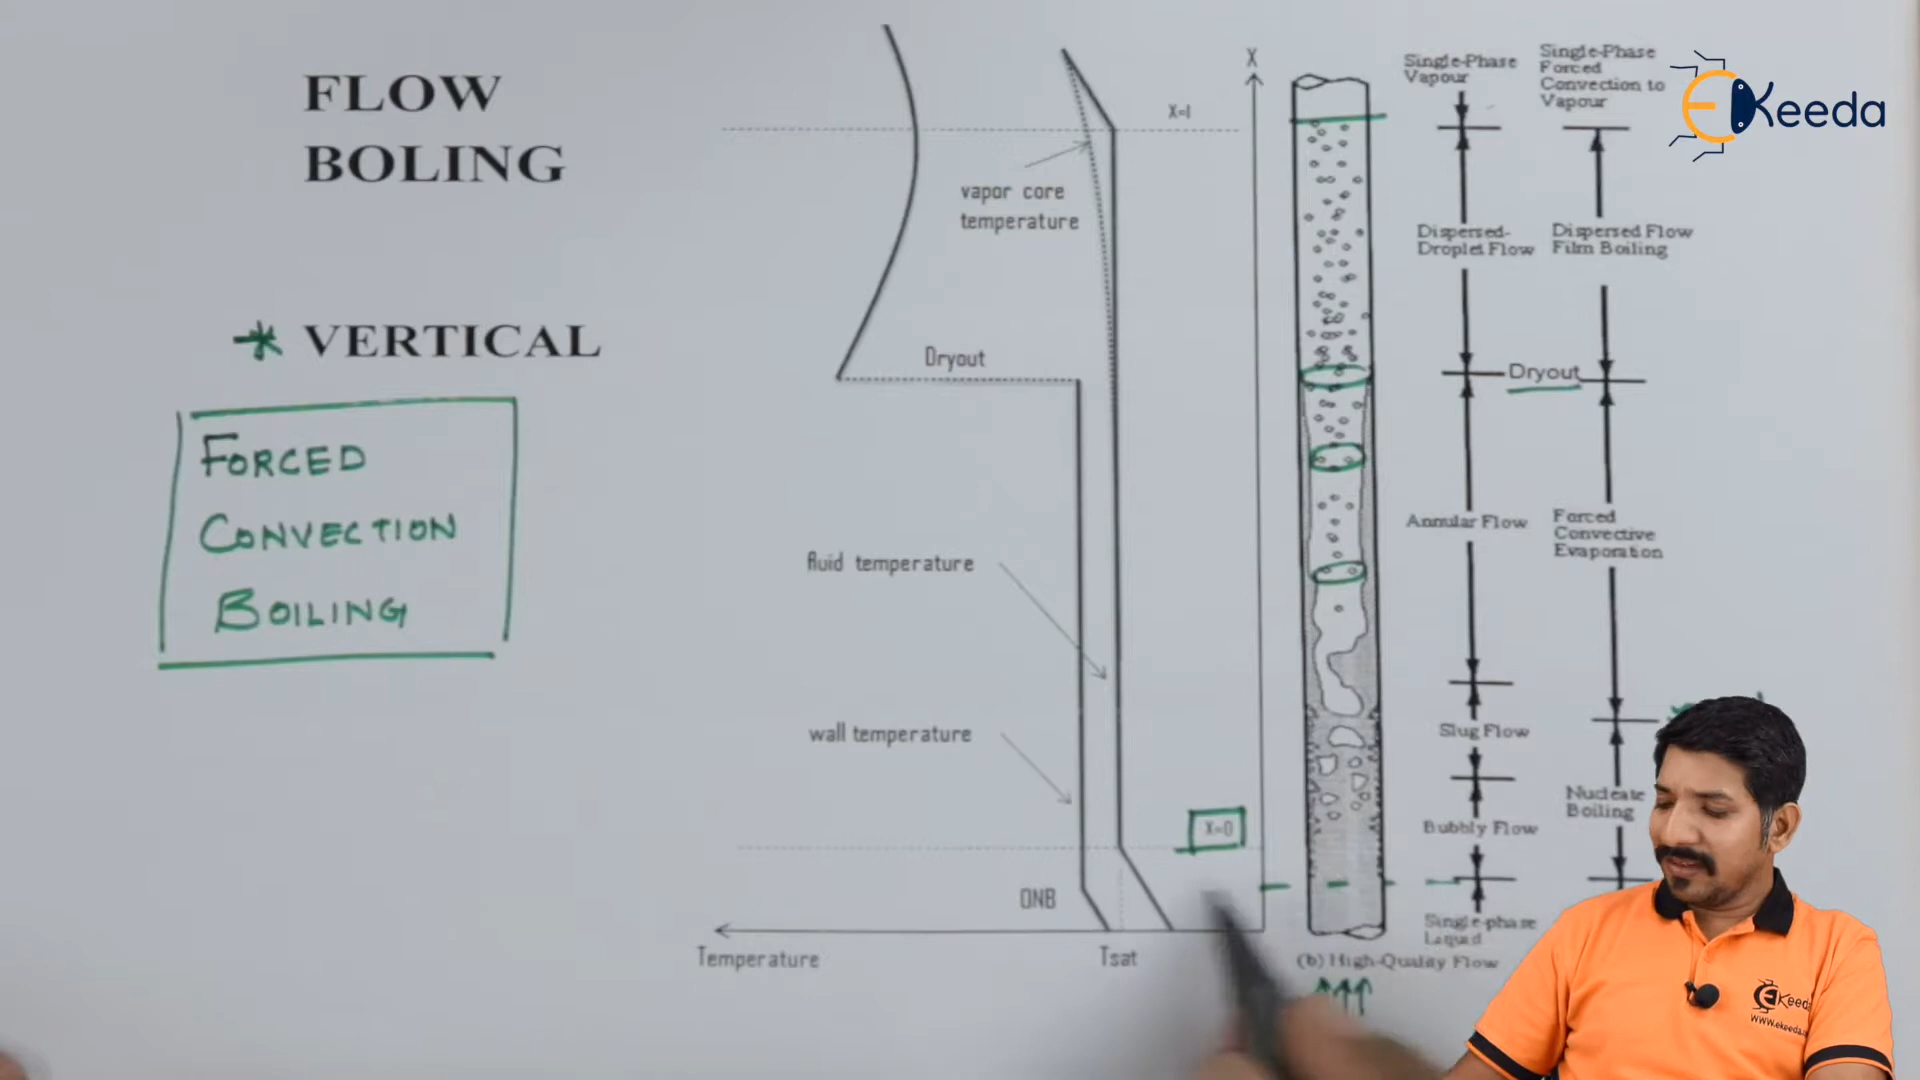 FLOW
BOLING
VERTICAL
FORCED
CONVECTION
BOILING
X
X=1
vapor core
temperature
Dryout
fluid temperature
wall temperature
X=0
ONB
Temperature
Tsat
(b) High-Quality Flow
Single-Phase
Vapour
Dispersed-
Droplet Flow
Annular Flow
Slug Flow
Bubbly Flow
Single-phase
Liquid
Single-Phase
Forced
Convection to
Vapour
Dispersed Flow
Film Boiling
Dryout
Forced
Convective
Evaporation
Nucleate
Boiling
EKeeda
EKeeda